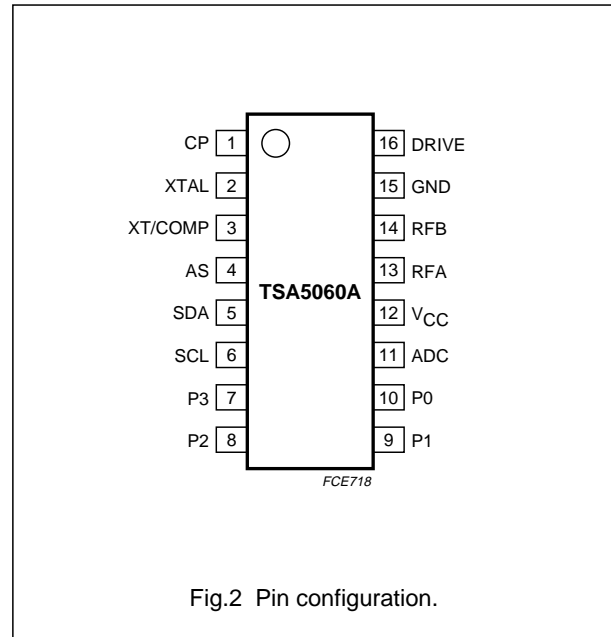 CP 1 16 DRIVE
XTAL 2 15 GND
XT/COMP 3 14 RFB
AS 4 13 RFA
TSA5060A
SDA 5 12 VCC
SCL 6 11 ADC
P3 7 10 P0
P2 8 9 P1
FCE718
Fig.2 Pin configuration.